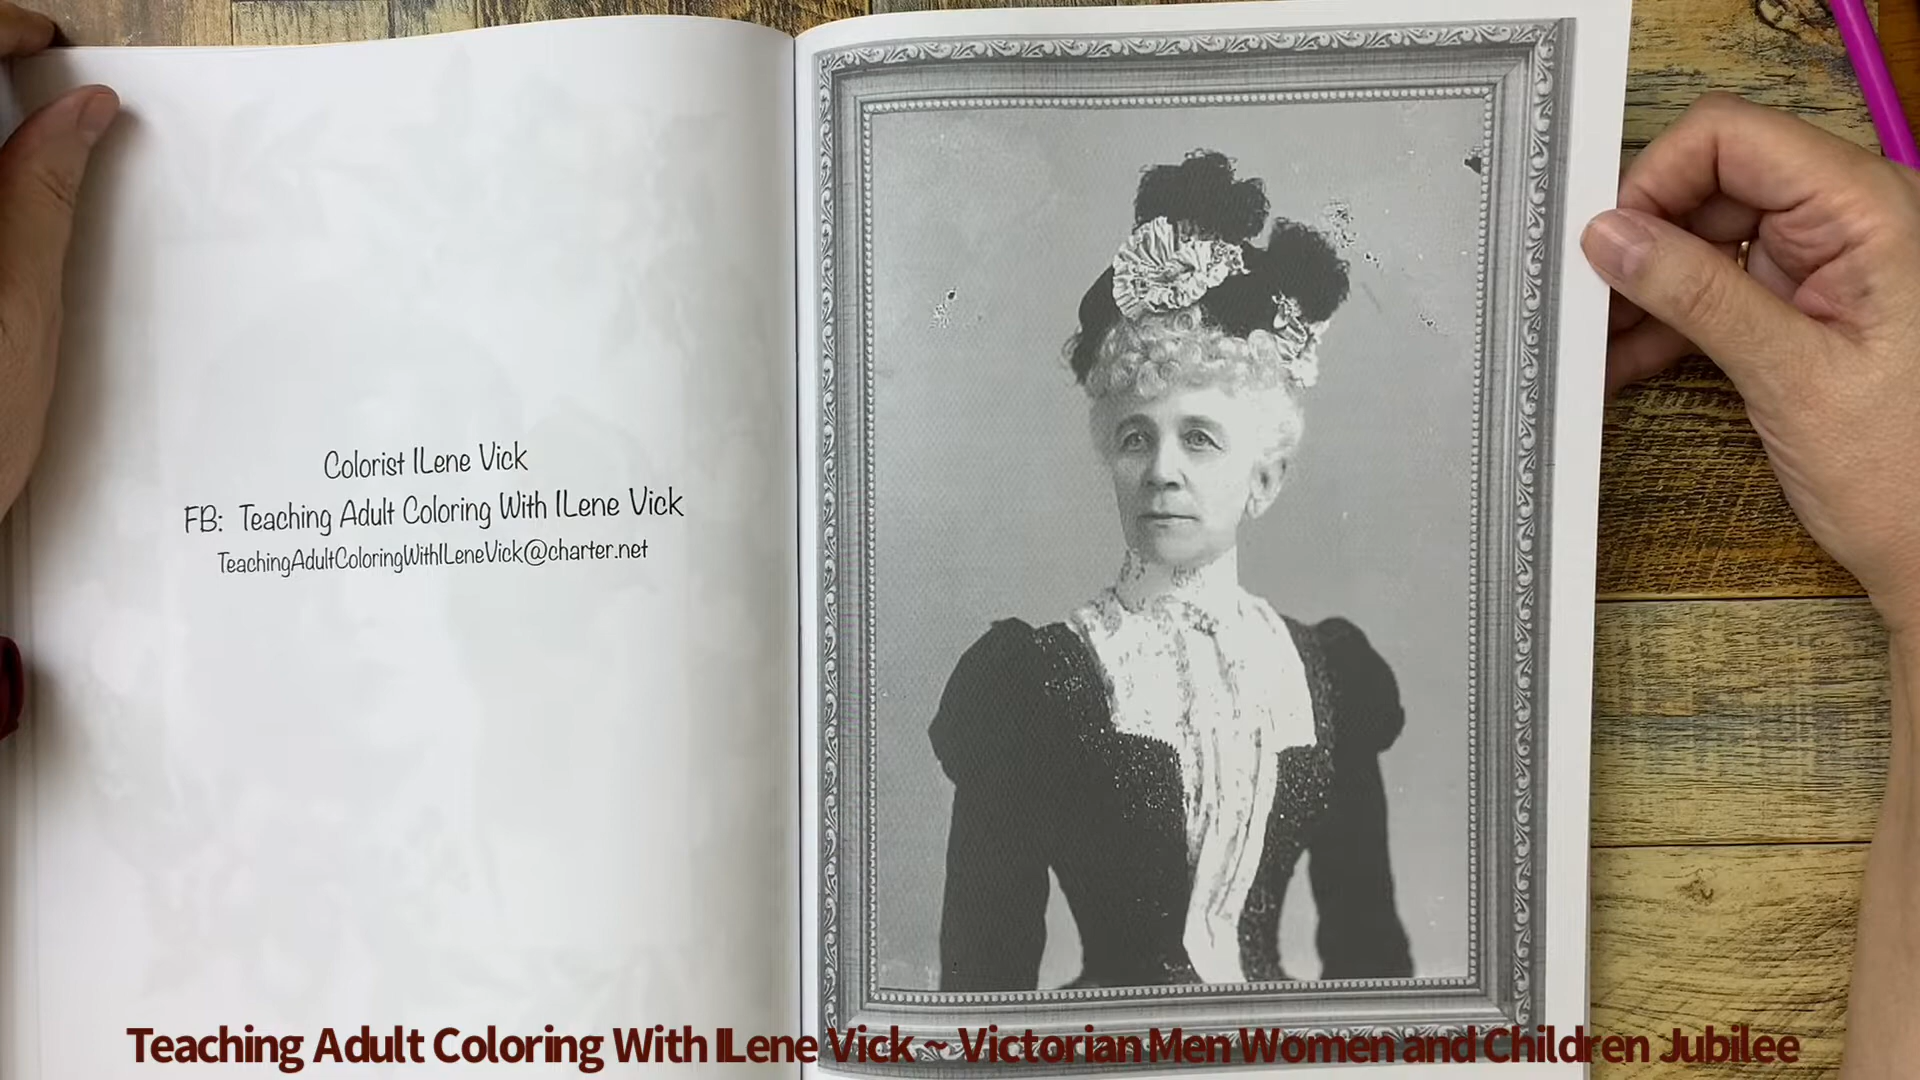 Colorist ILene Vick
FB: Teaching Adult Coloring With ILene Vick
TeachingAdultColoringWithILeneVick@charter.net
Teaching Adult Coloring With ILene Vick ~ Victorian Men Women and Children Jubilee